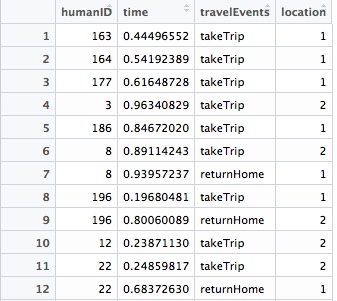 humanID time travelEvents location
1 163 0.44496552 takeTrip 1
2 164 0.54192389 takeTrip 1
3 177 0.61648728 takeTrip 1
4 3 0.96340829 takeTrip 2
5 186 0.84672020 takeTrip 1
6 8 0.89114243 takeTrip 2
7 8 0.93957237 returnHome 1
8 196 0.19680481 takeTrip 1
9 196 0.80060089 returnHome 2
10 12 0.23871130 takeTrip 2
11 22 0.24859817 takeTrip 2
12 22 0.68372630 returnHome 1